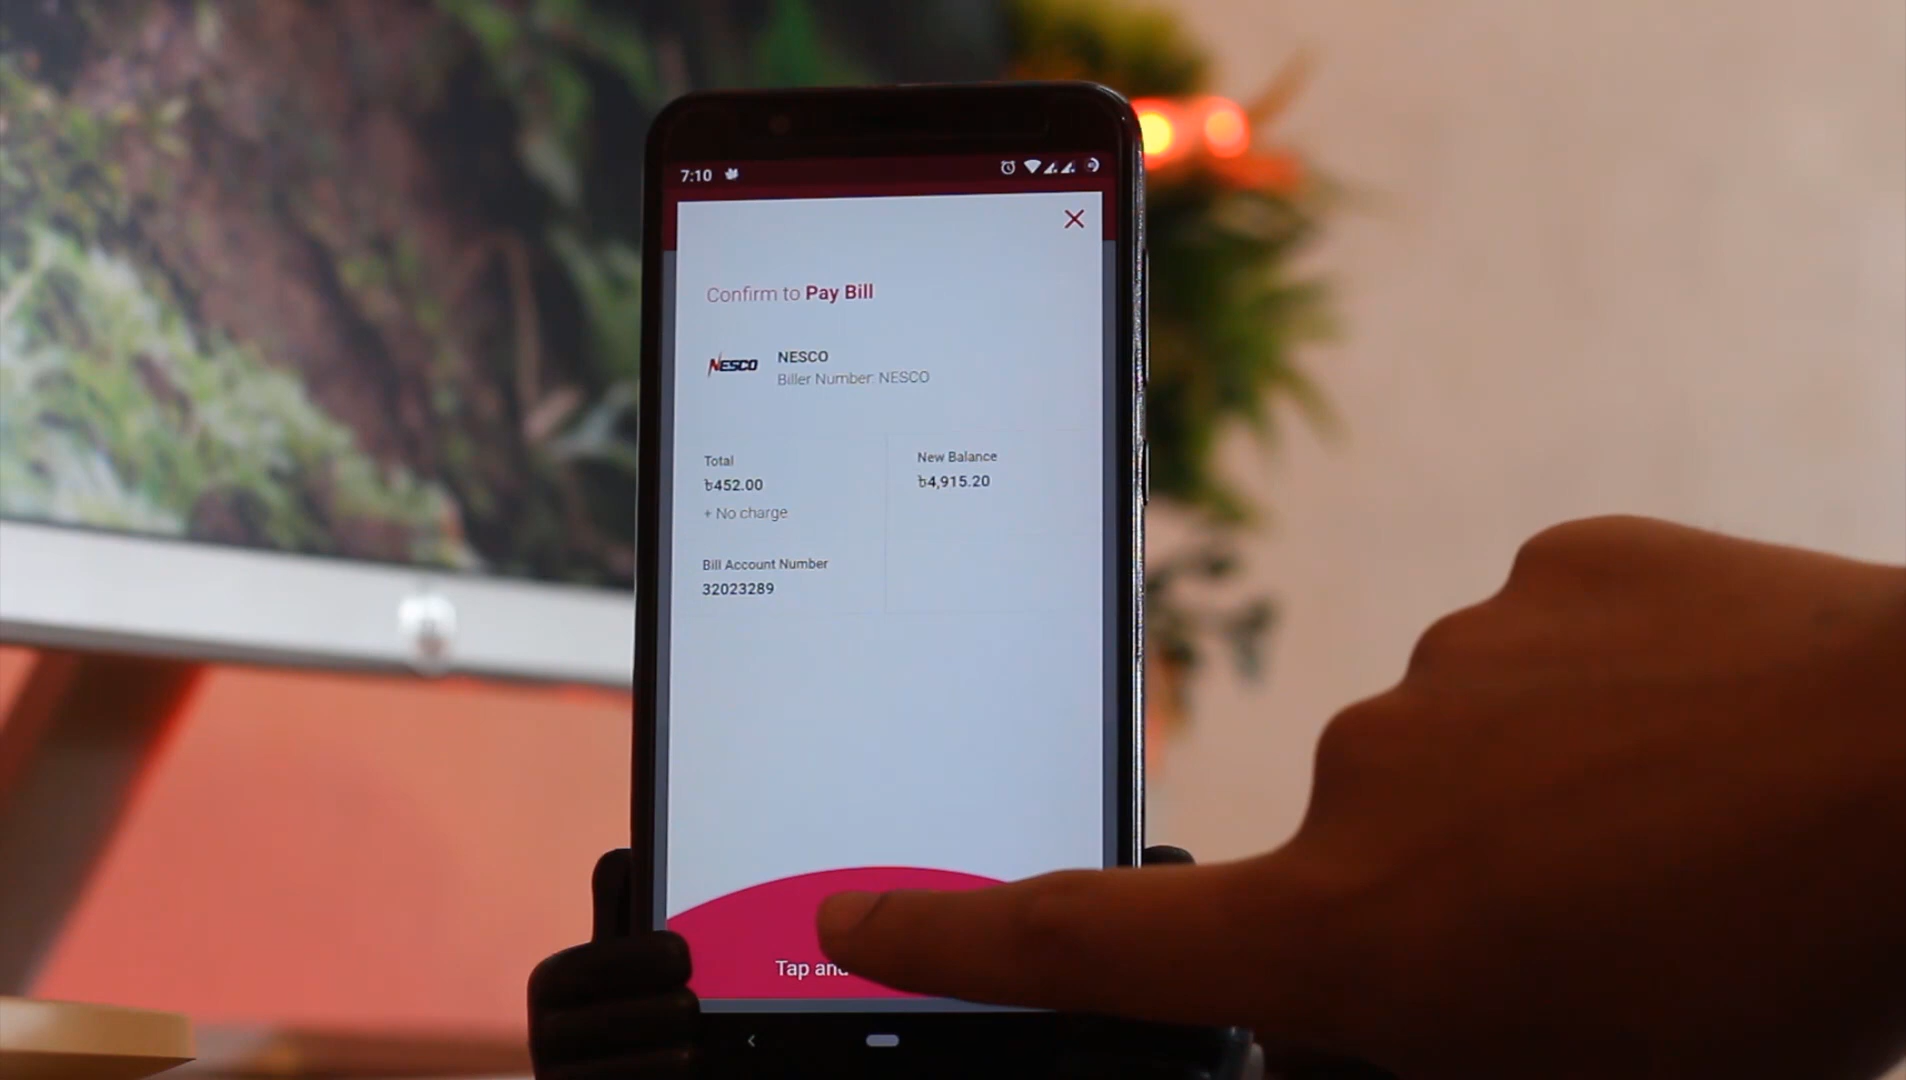 7:10
Confirm to Pay Bill
NESCO
NESCO
Biller Number: NESCO
Total
৳452.00
+ No charge
New Balance
৳4,915.20
Bill Account Number
32023289
Tap and